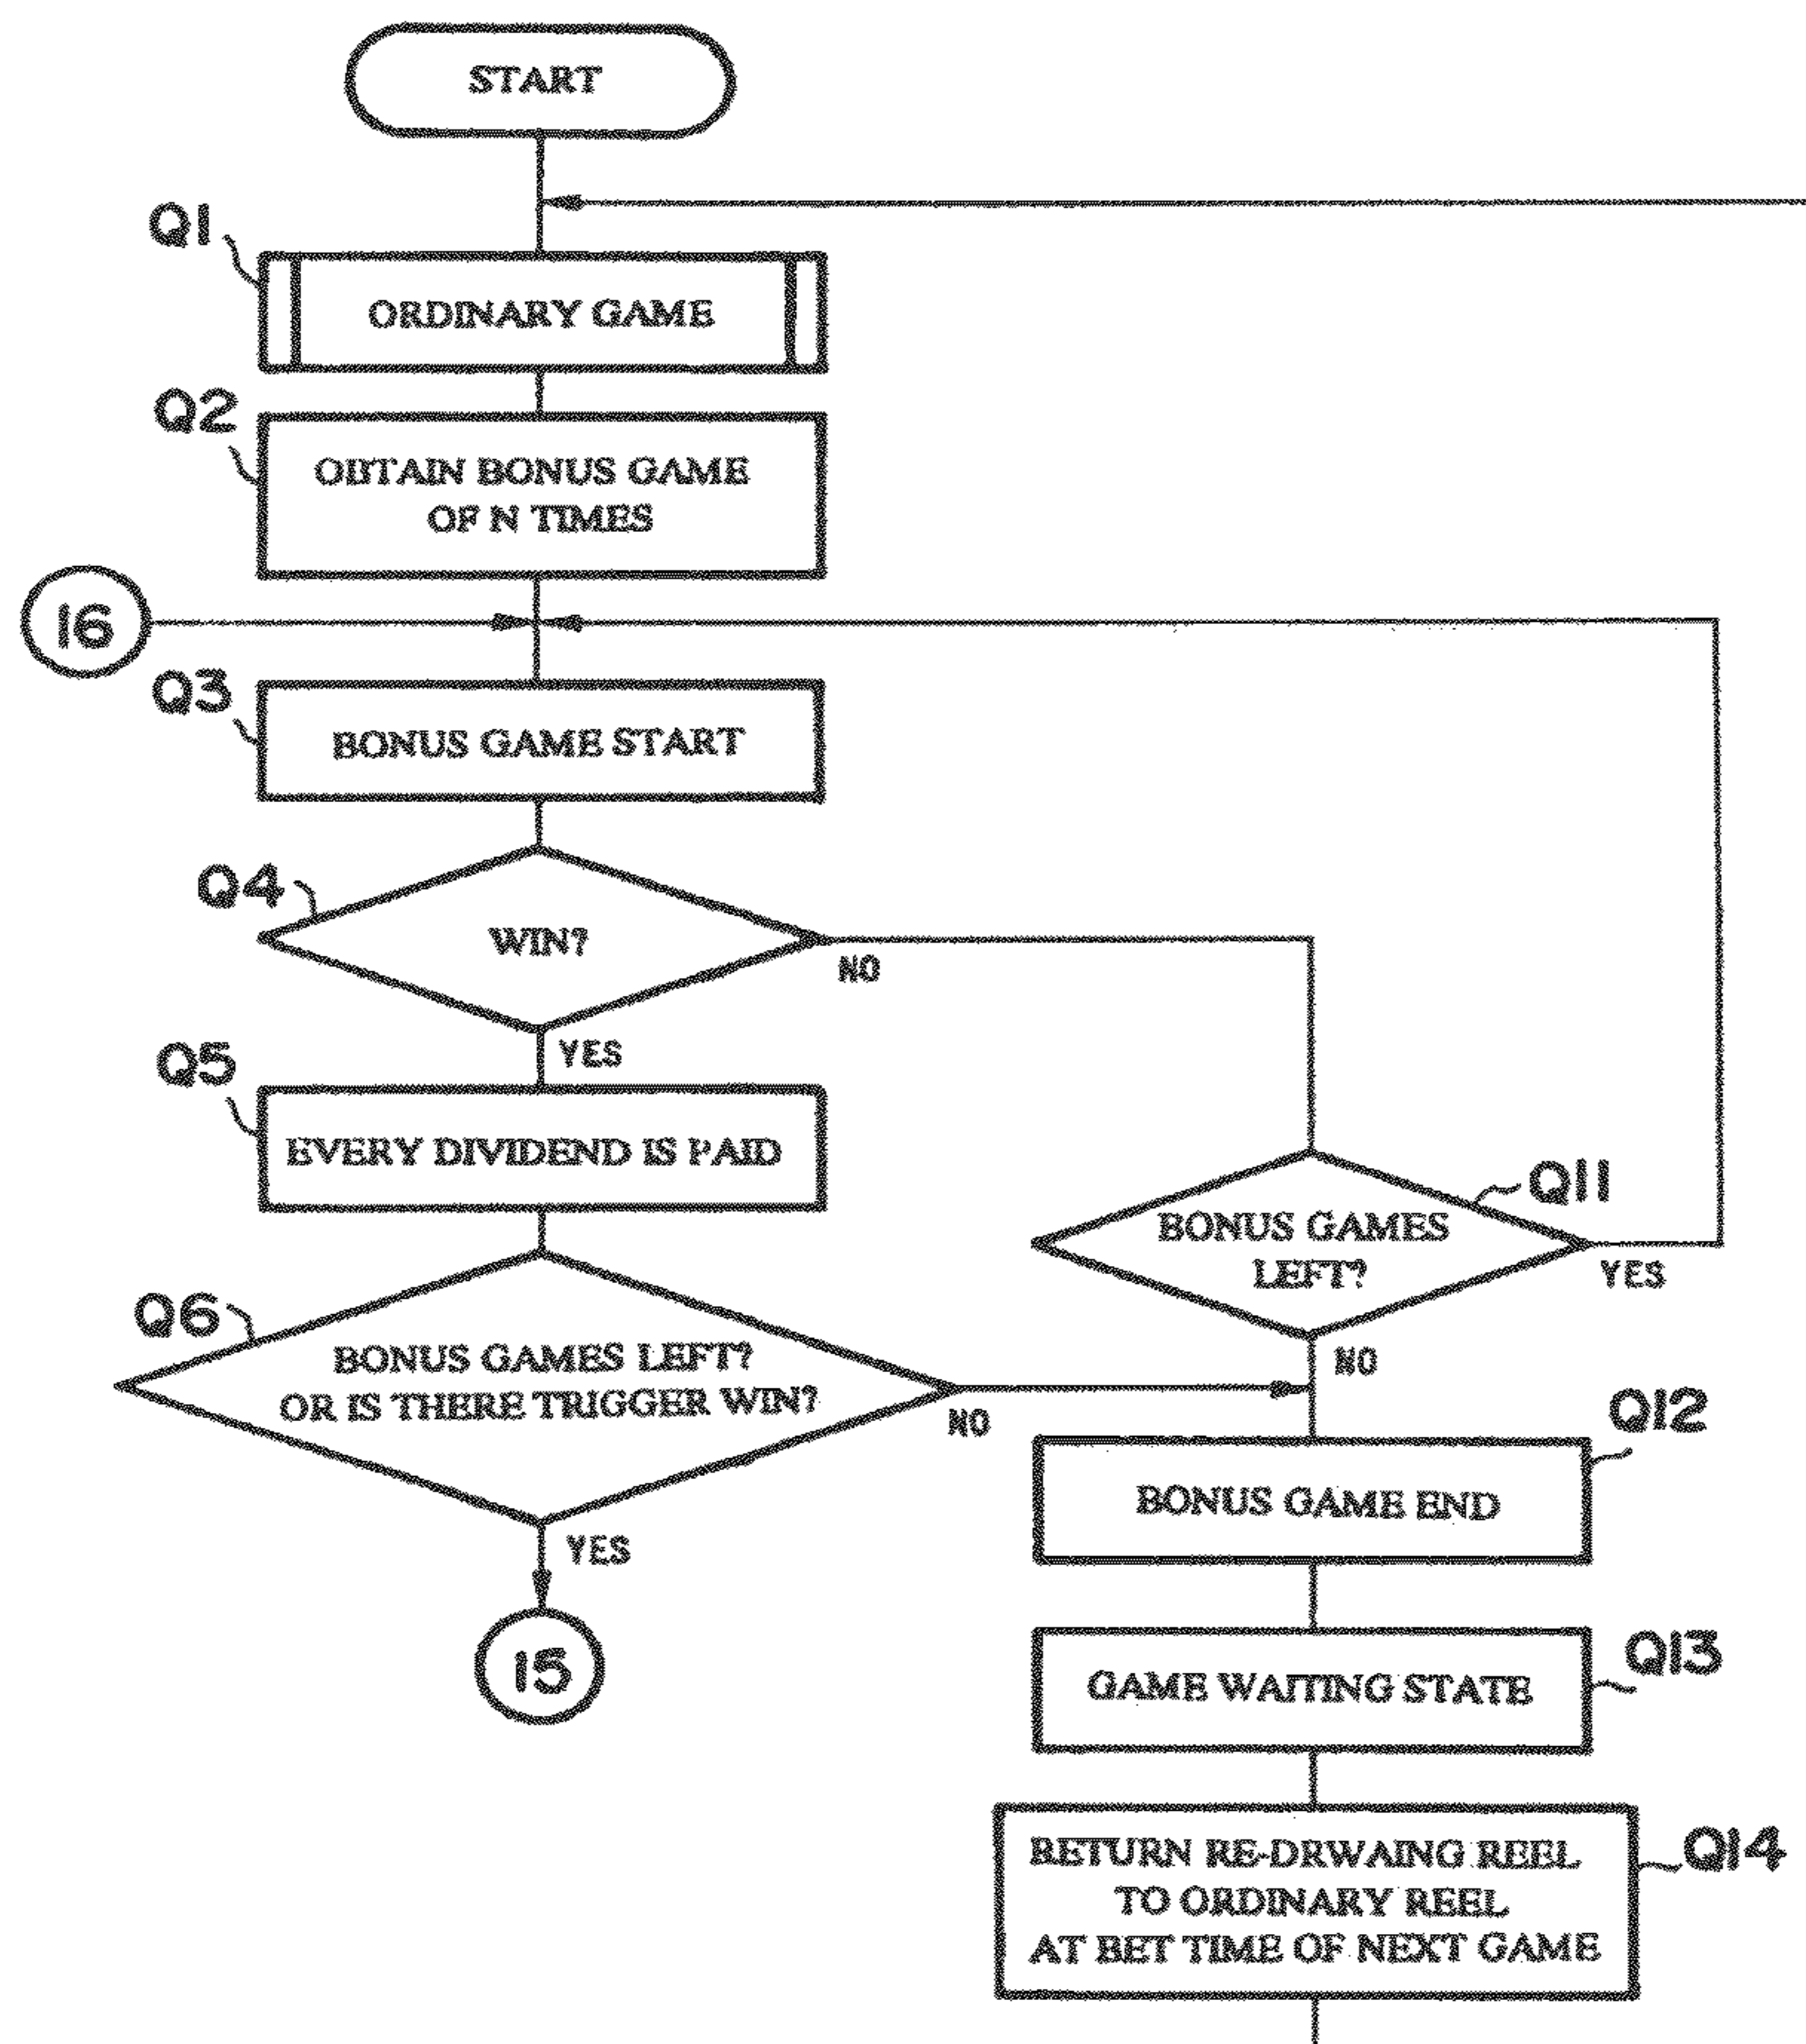 START
Q1
ORDINARY GAME
Q2
OBTAIN BONUS GAME
OF N TIMES
16
Q3
BONUS GAME START
Q4
WIN?
NO
YES
Q5
EVERY DIVIDEND IS PAID
Q11
BONUS GAMES
LEFT?
YES
NO
Q6
BONUS GAMES LEFT?
OR IS THERE TRIGGER WIN?
NO
YES
15
Q12
BONUS GAME END
Q13
GAME WAITING STATE
Q14
RETURN RE-DRWAING REEL
TO ORDINARY REEL
AT BET TIME OF NEXT GAME